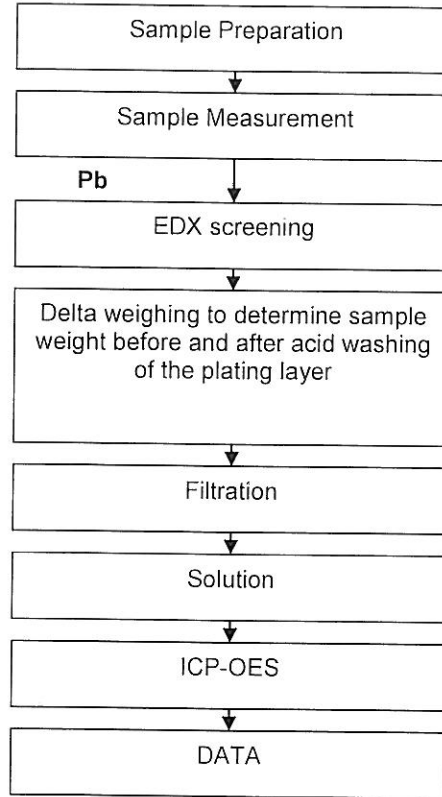 Sample Preparation
Sample Measurement
Pb
EDX screening
Delta weighing to determine sample
weight before and after acid washing
of the plating layer
Filtration
Solution
ICP-OES
DATA